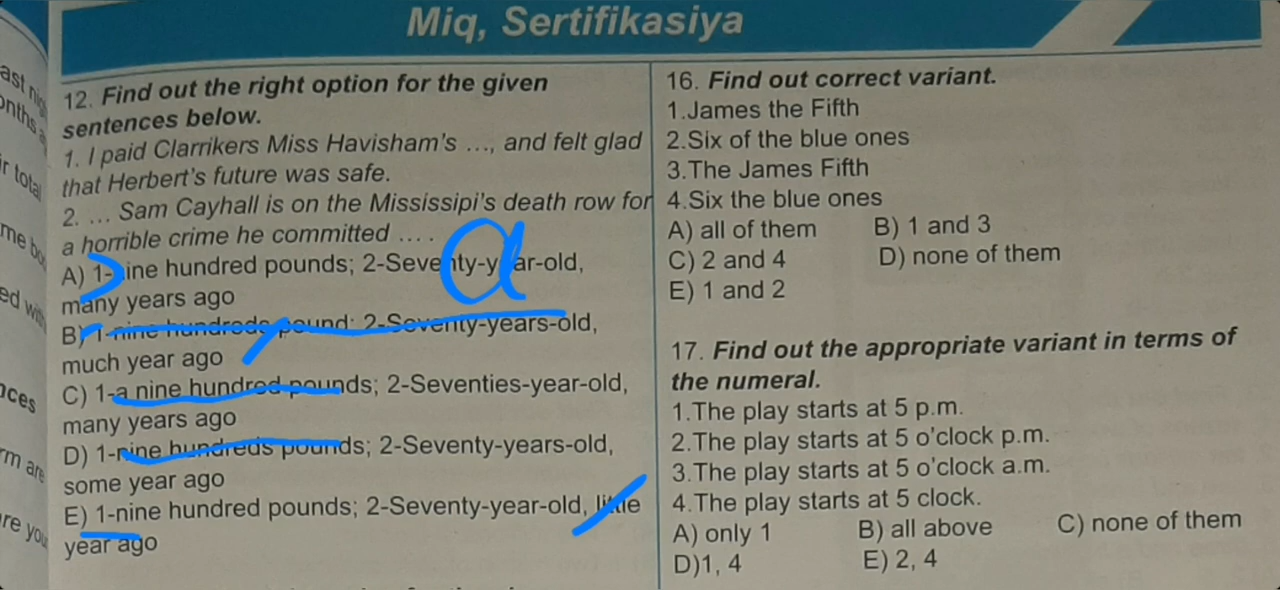 Miq, Sertifikasiya
12. Find out the right option for the given
sentences below.
1. I paid Clarrikers Miss Havisham's ..., and felt glad
that Herbert's future was safe.
2. ... Sam Cayhall is on the Mississipi's death row for
a horrible crime he committed ... .
A) 1-nine hundred pounds; 2-Seventy-year-old,
many years ago
B) 1-nine hundreds pound; 2-Seventy-years-old,
much year ago
C) 1-a nine hundred pounds; 2-Seventies-year-old,
many years ago
D) 1-nine hundreds pounds; 2-Seventy-years-old,
some year ago
E) 1-nine hundred pounds; 2-Seventy-year-old, little
year ago
a
16. Find out correct variant.
1.James the Fifth
2.Six of the blue ones
3.The James Fifth
4.Six the blue ones
A) all of them B) 1 and 3
C) 2 and 4 D) none of them
E) 1 and 2
17. Find out the appropriate variant in terms of
the numeral.
1.The play starts at 5 p.m.
2.The play starts at 5 o'clock p.m.
3.The play starts at 5 o'clock a.m.
4.The play starts at 5 clock.
A) only 1 B) all above C) none of them
D)1, 4 E) 2, 4